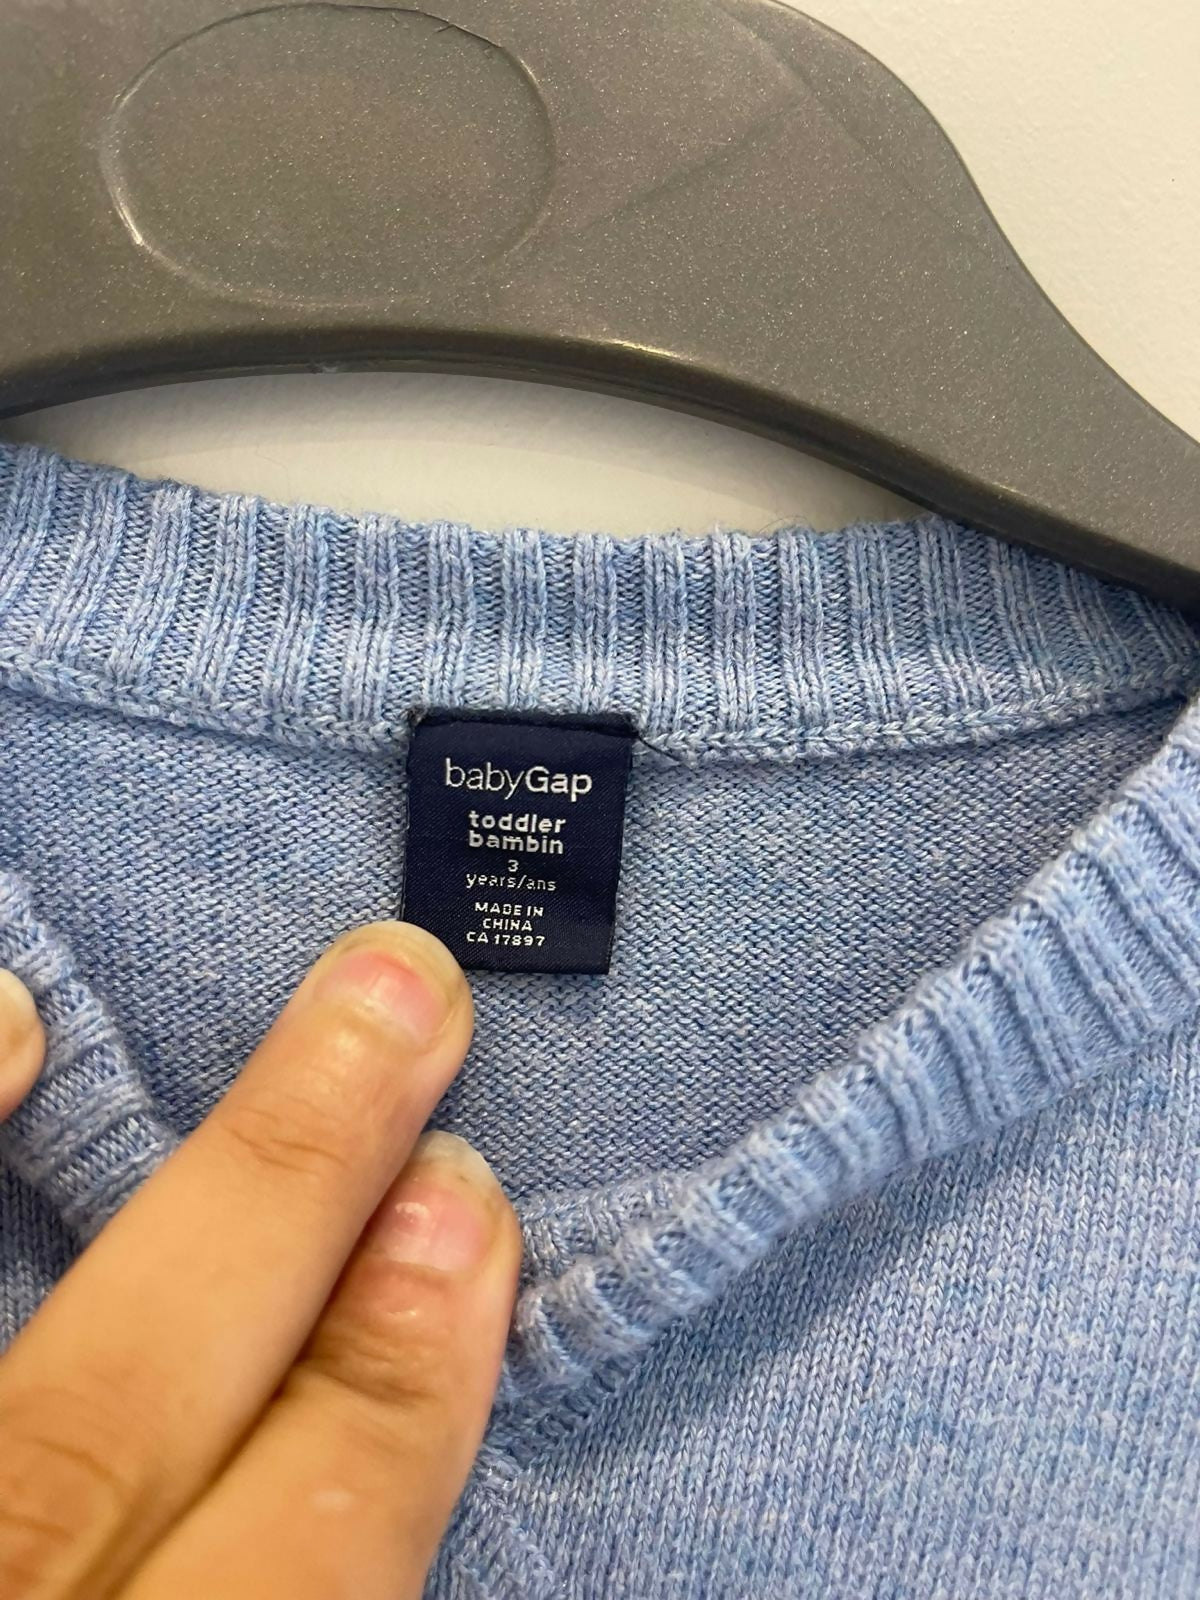 babyGap
toddler
bambin
3
years/ans
MADE IN
CHINA
CA 17897